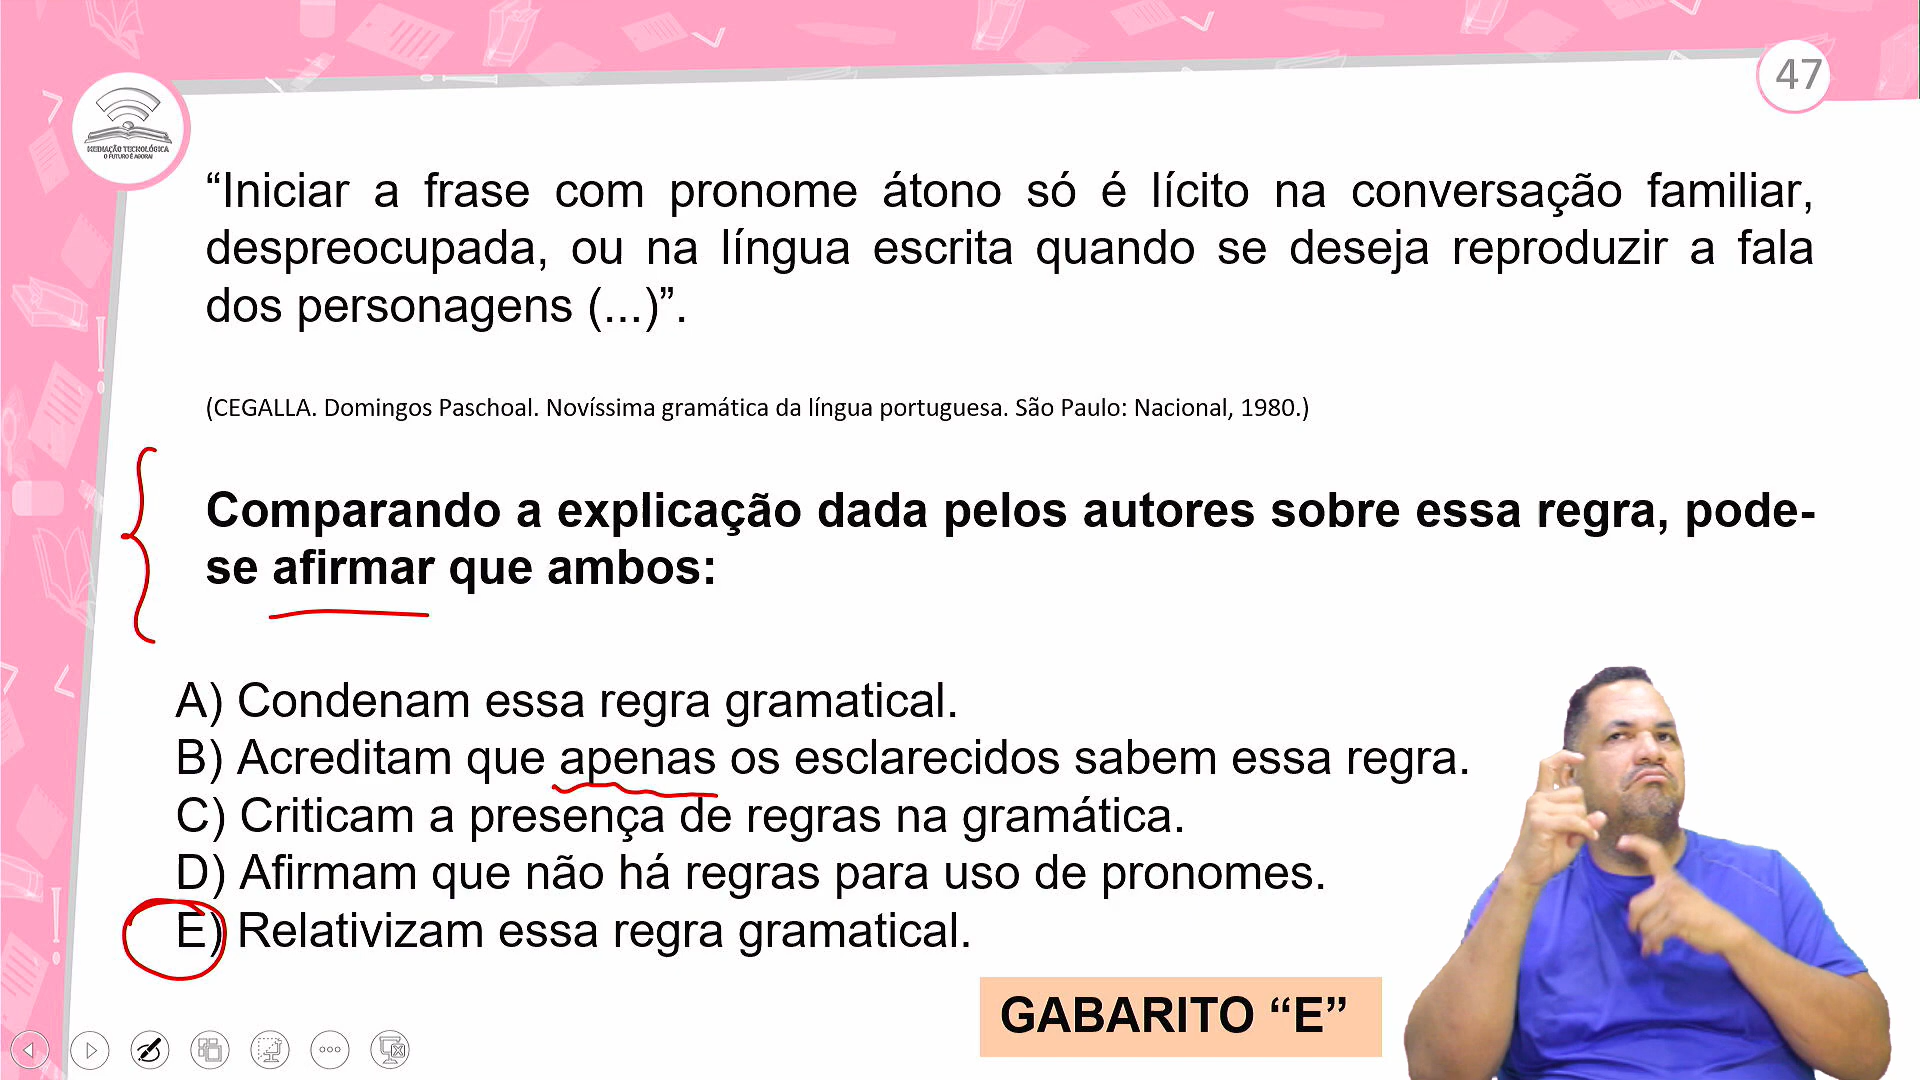 47
MEDIAÇÃO TECNOLÓGICA
O FUTURO É AGORA!
“Iniciar a frase com pronome átono só é lícito na conversação familiar,
despreocupada, ou na língua escrita quando se deseja reproduzir a fala
dos personagens (...)”.
(CEGALLA. Domingos Paschoal. Novíssima gramática da língua portuguesa. São Paulo: Nacional, 1980.)
Comparando a explicação dada pelos autores sobre essa regra, pode-
se afirmar que ambos:
A) Condenam essa regra gramatical.
B) Acreditam que apenas os esclarecidos sabem essa regra.
C) Criticam a presença de regras na gramática.
D) Afirmam que não há regras para uso de pronomes.
E) Relativizam essa regra gramatical.
GABARITO “E”